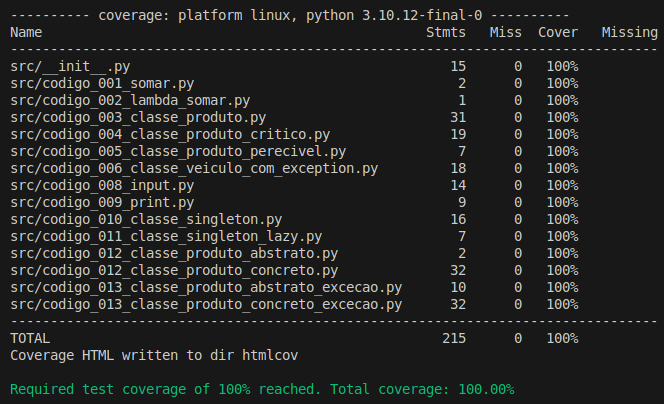 ---------- coverage: platform linux, python 3.10.12-final-0 ----------
Name                                                Stmts   Miss  Cover   Missing
---------------------------------------------------------------------------------
src/__init__.py                                        15      0   100%
src/codigo_001_somar.py                                 2      0   100%
src/codigo_002_lambda_somar.py                          1      0   100%
src/codigo_003_classe_produto.py                       31      0   100%
src/codigo_004_classe_produto_critico.py               19      0   100%
src/codigo_005_classe_produto_perecivel.py              7      0   100%
src/codigo_006_classe_veiculo_com_exception.py         18      0   100%
src/codigo_008_input.py                                14      0   100%
src/codigo_009_print.py                                 9      0   100%
src/codigo_010_classe_singleton.py                     16      0   100%
src/codigo_011_classe_singleton_lazy.py                 7      0   100%
src/codigo_012_classe_produto_abstrato.py               2      0   100%
src/codigo_012_classe_produto_concreto.py              32      0   100%
src/codigo_013_classe_produto_abstrato_excecao.py      10      0   100%
src/codigo_013_classe_produto_concreto_excecao.py      32      0   100%
---------------------------------------------------------------------------------
TOTAL                                                 215      0   100%
Coverage HTML written to dir htmlcov
Required test coverage of 100% reached. Total coverage: 100.00%